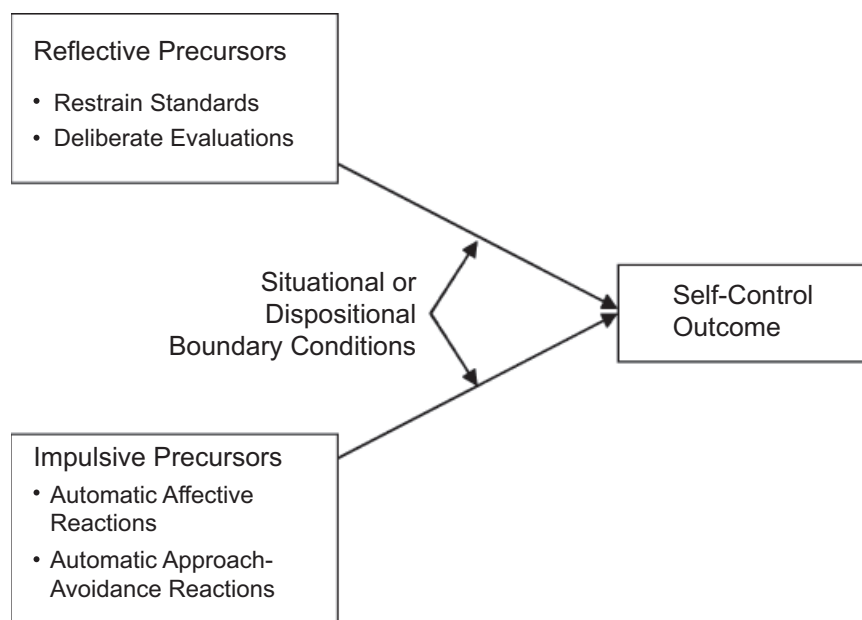 Reflective Precursors
• Restrain Standards
• Deliberate Evaluations
Situational or
Dispositional
Boundary Conditions
Self-Control
Outcome
Impulsive Precursors
• Automatic Affective
Reactions
• Automatic Approach-
Avoidance Reactions